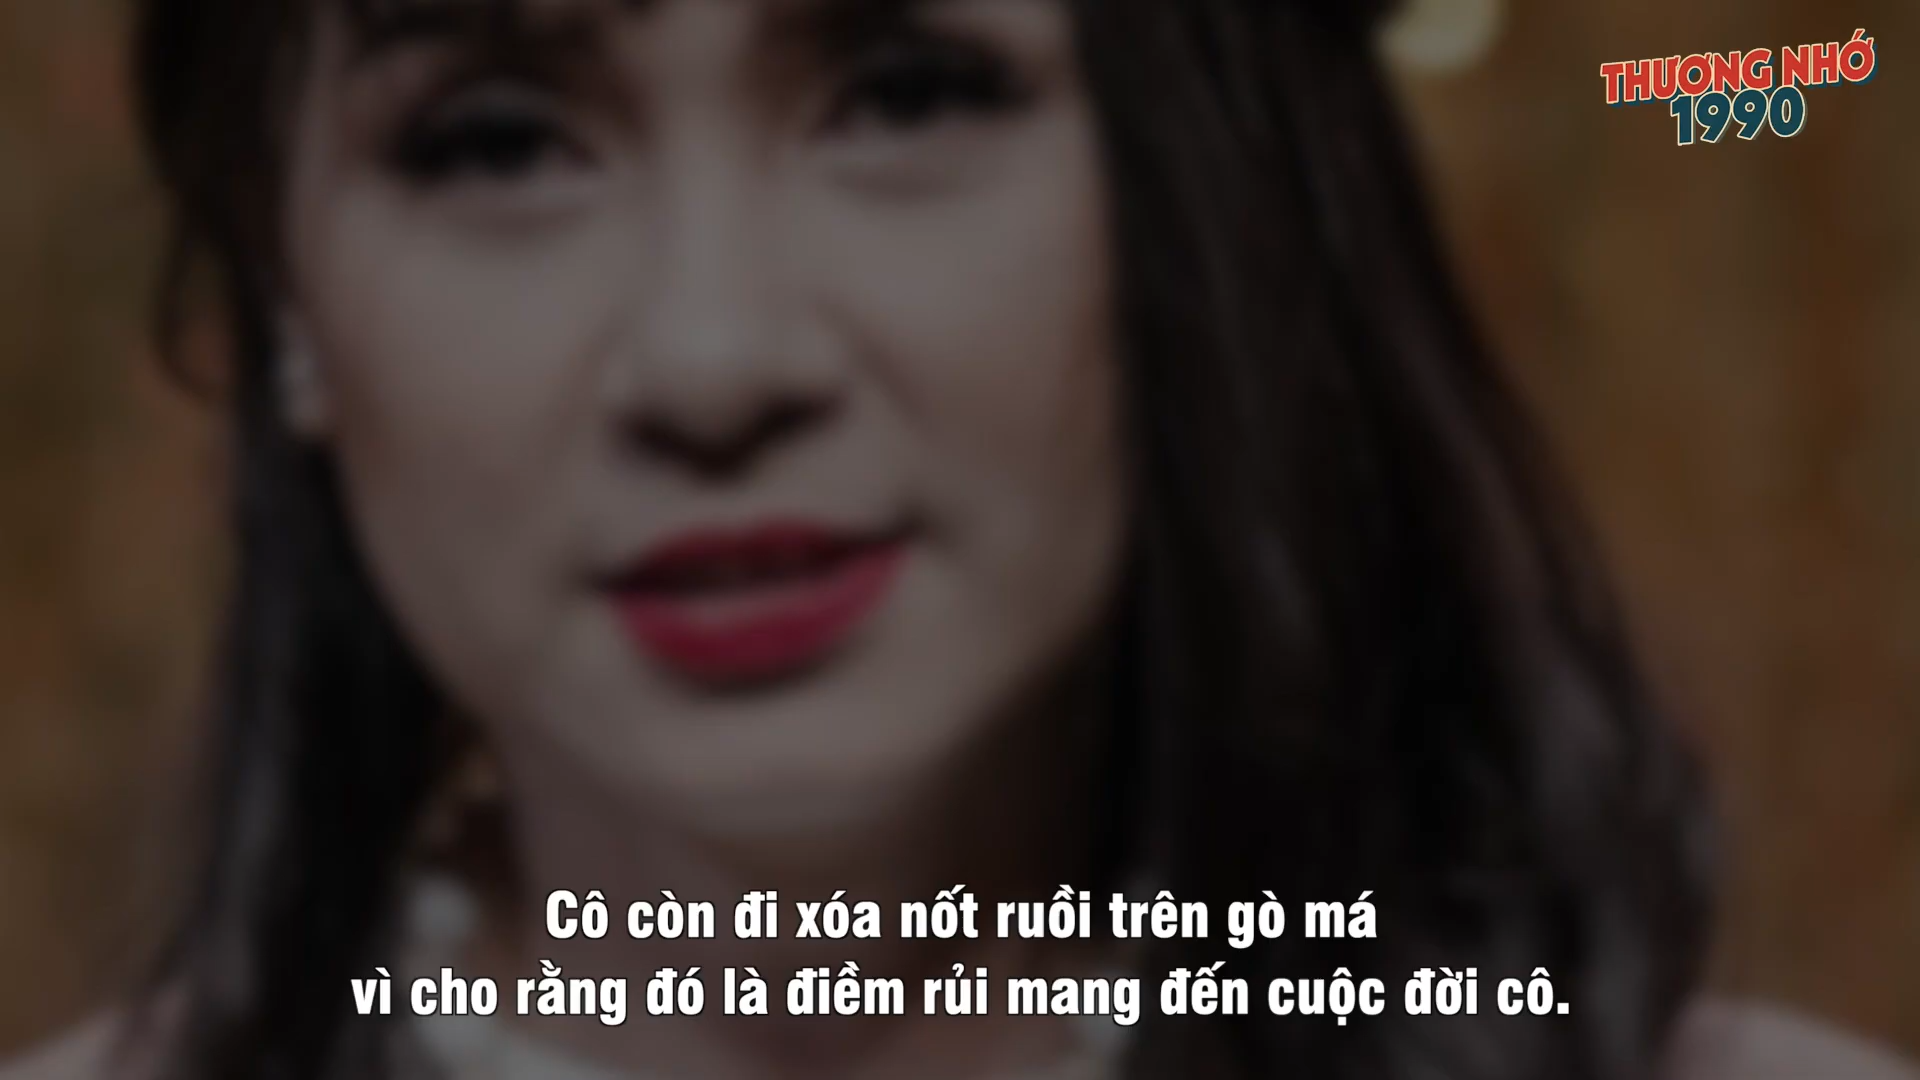 THƯƠNG NHỚ
1990
Cô còn đi xóa nốt ruồi trên gò má
vì cho rằng đó là điềm rủi mang đến cuộc đời cô.